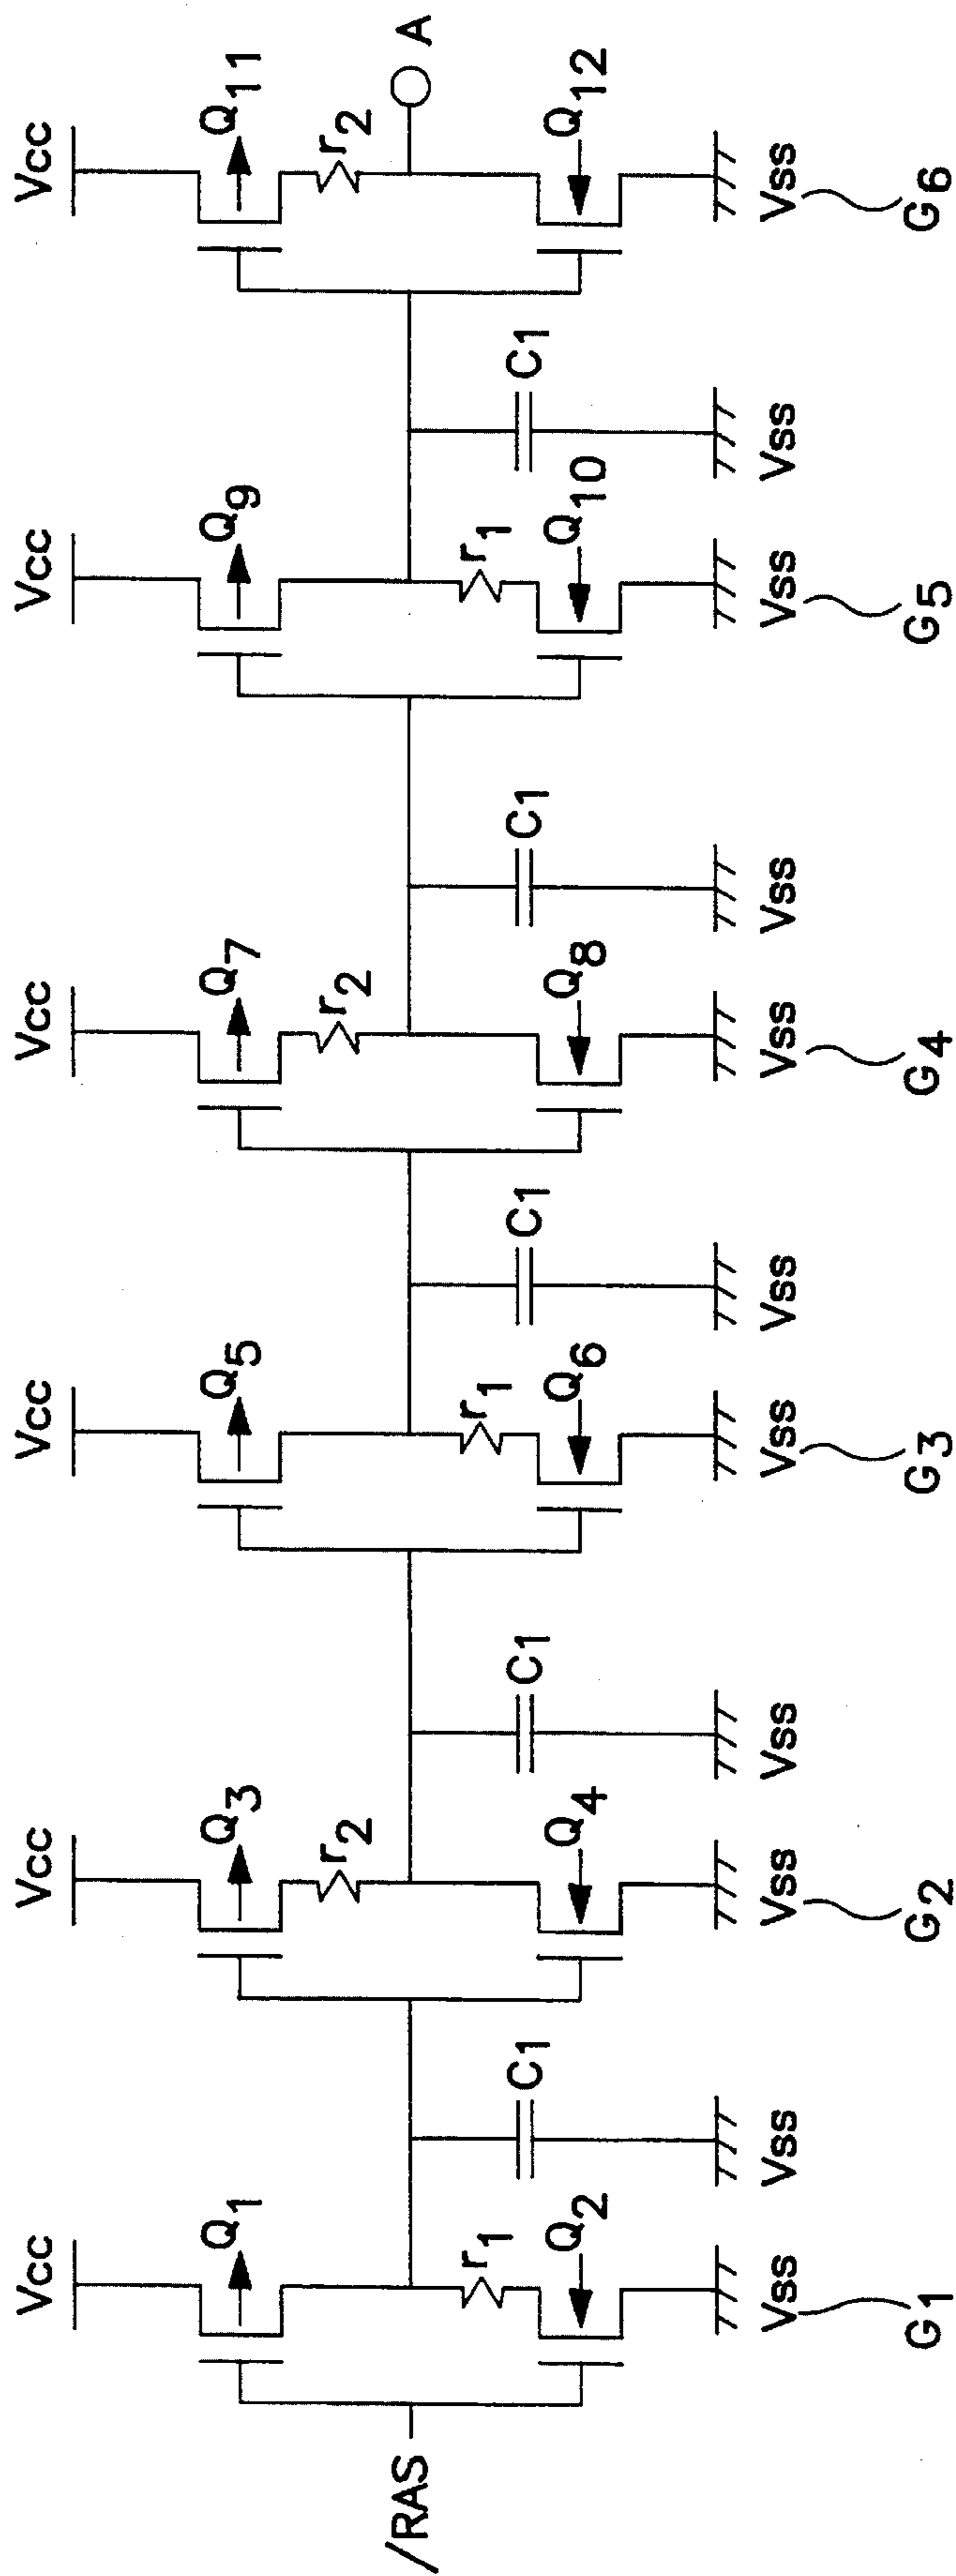 Vcc Vcc Vcc Vcc Vcc Vcc
Q1 Q3 Q5 Q7 Q9 Q11
r2 r2 r2
/RAS A
r1 C1 C1 r1 C1 C1 r1 C1
Q2 Q4 Q6 Q8 Q10 Q12
Vss Vss Vss Vss Vss Vss Vss Vss Vss Vss Vss
G1 G2 G3 G4 G5 G6